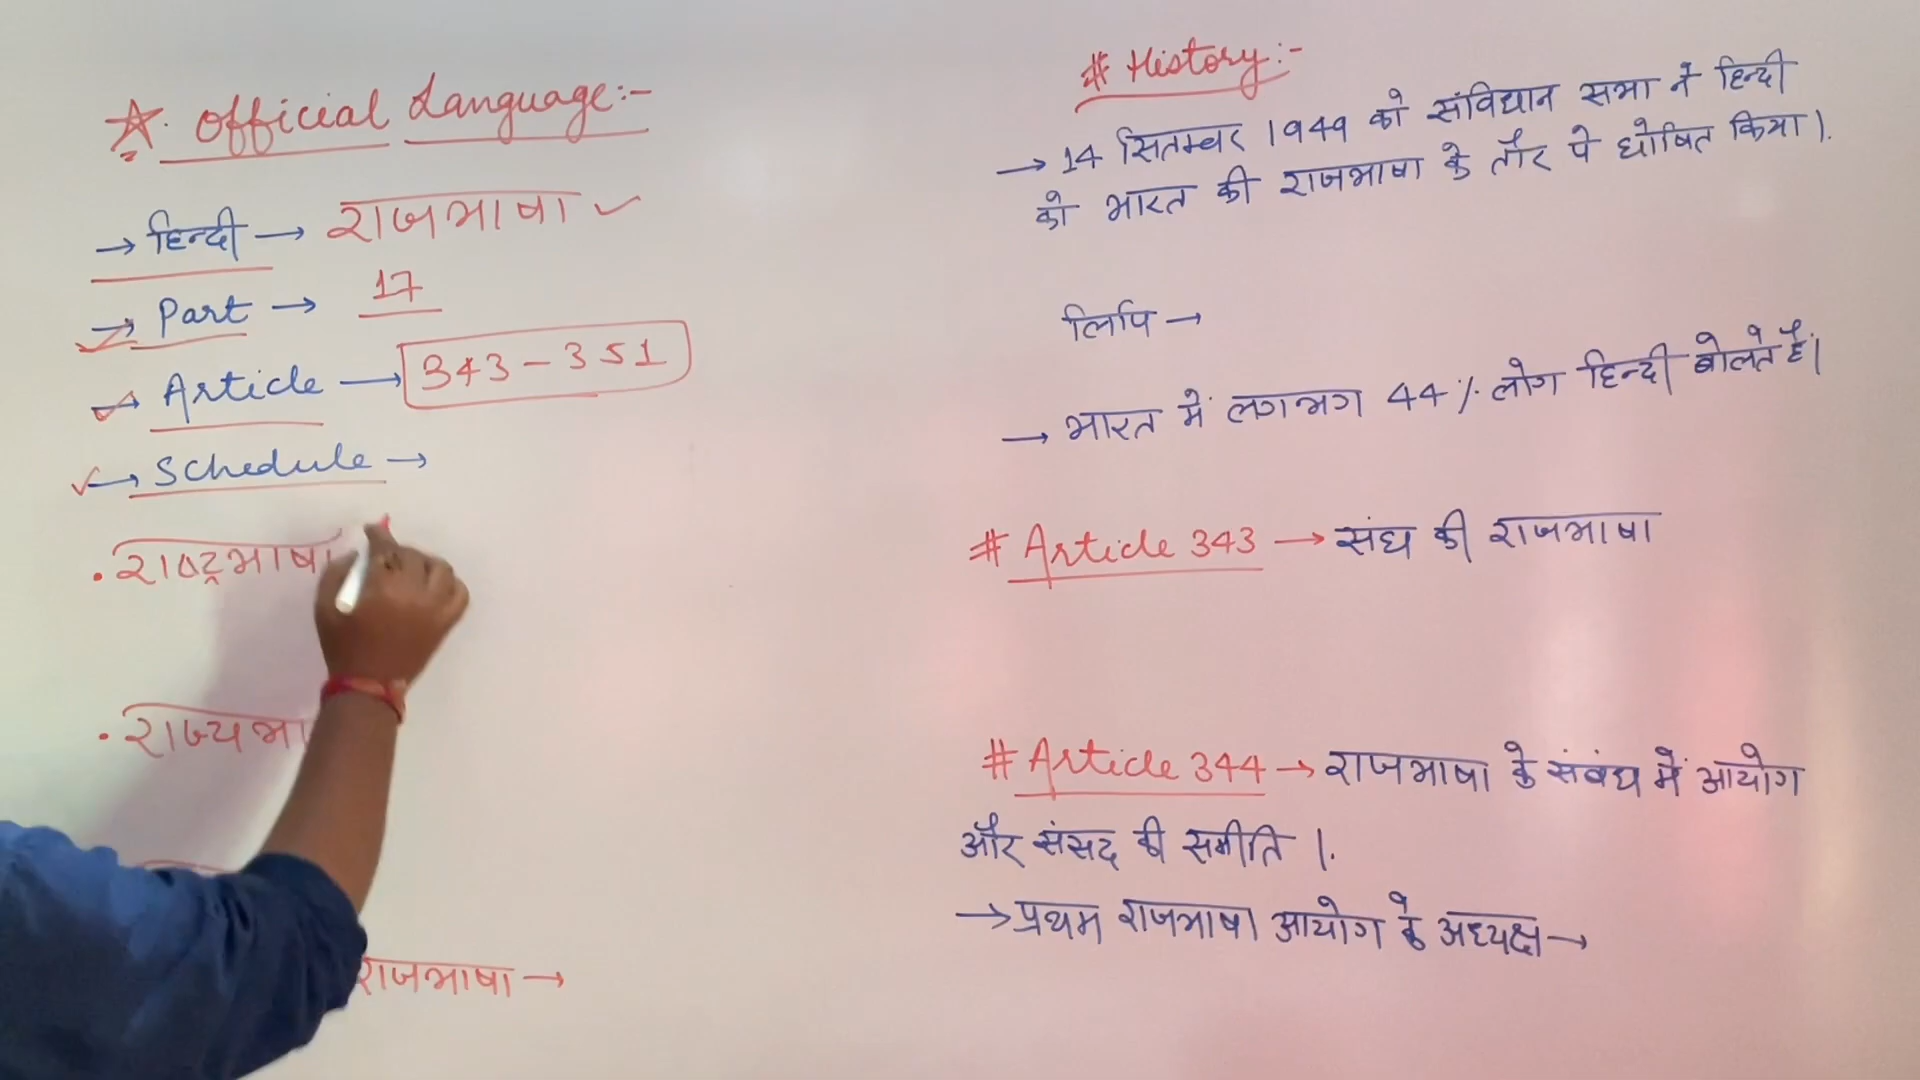 ☆. Official Language:-
→ हिन्दी → राजभाषा ✓
→ Part → 17
→ Article → 343-351
→ Schedule →
• राष्ट्रभाषा
• राज्यभा
राजभाषा →
# History:-
→ 14 सितम्बर 1949 को संविधान सभा ने हिन्दी
को भारत की राजभाषा के तौर पे घोषित किया।.
लिपि →
→ भारत में लगभग 44% लोग हिन्दी बोलते है।
# Article 343 → संघ की राजभाषा
# Article 344 → राजभाषा के संबंध में आयोग
और संसद की समीति ।.
→ प्रथम राजभाषा आयोग के अध्यक्ष →